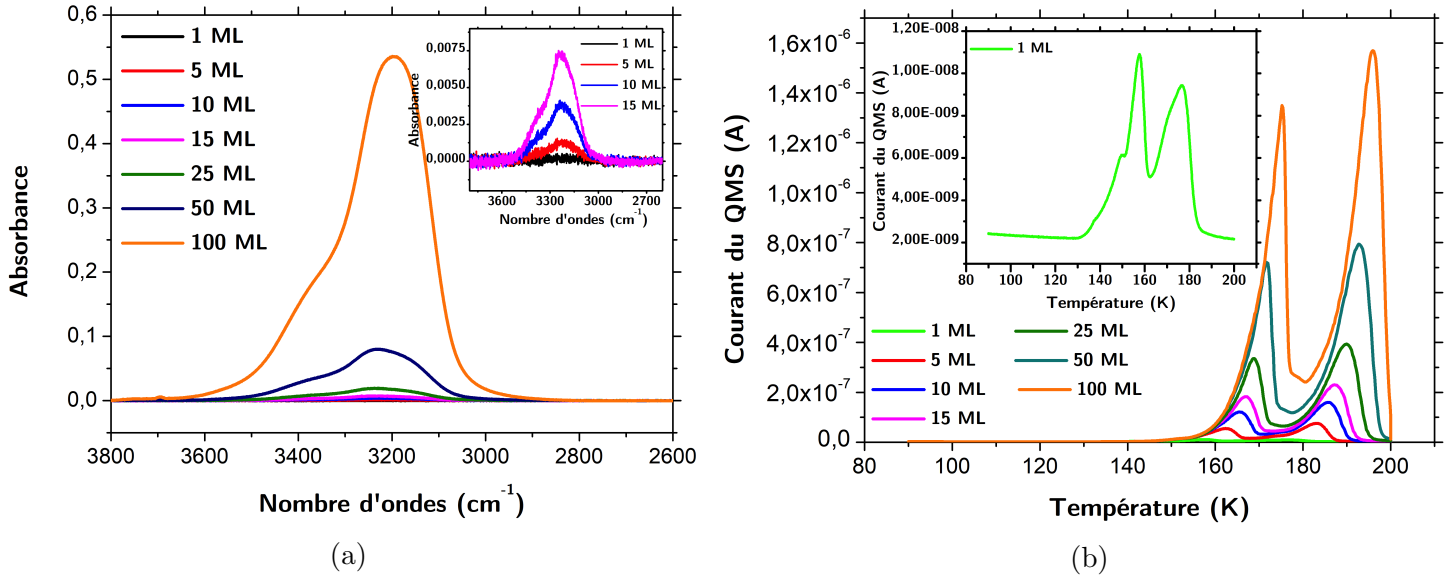 0,6
0,5
0,4
0,3
0,2
0,1
0,0
Absorbance
1 ML
5 ML
10 ML
15 ML
25 ML
50 ML
100 ML
3800 3600 3400 3200 3000 2800 2600
Nombre d'ondes (cm-1)
0,0075
0,0050
0,0025
0,0000
Absorbance
1 ML
5 ML
10 ML
15 ML
3600 3300 3000 2700
Nombre d'ondes (cm-1)
(a)
1,6x10-6
1,4x10-6
1,2x10-6
1,0x10-6
8,0x10-7
6,0x10-7
4,0x10-7
2,0x10-7
0,0
Courant du QMS (A)
1,20E-008
1,00E-008
8,00E-009
6,00E-009
4,00E-009
2,00E-009
Courant du QMS (A)
1 ML
80 100 120 140 160 180 200
Température (K)
1 ML
5 ML
10 ML
15 ML
25 ML
50 ML
100 ML
80 100 120 140 160 180 200
Température (K)
(b)